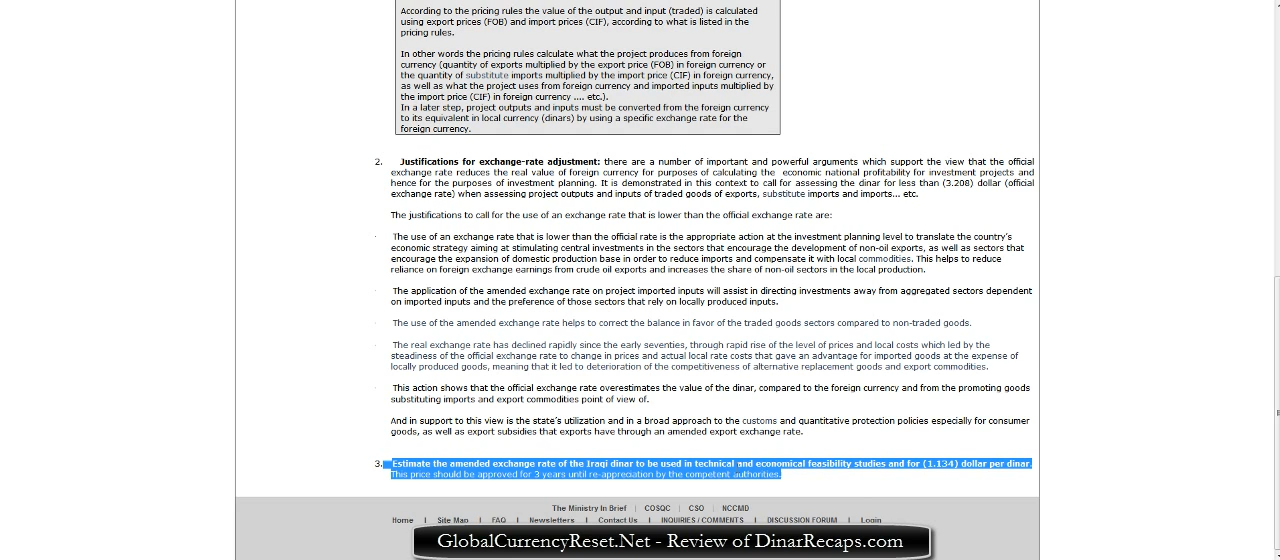 According to the pricing rules the value of the output and input (traded) is calculated
using export prices (FOB) and import prices (CIF), according to what is listed in the
pricing rules.
In other words the pricing rules calculate what the project produces from foreign
currency (quantity of exports multiplied by the export price (FOB) in foreign currency or
the quantity of substitute imports multiplied by the import price (CIF) in foreign currency,
as well as what the project uses from foreign currency and imported inputs multiplied by
the import price (CIF) in foreign currency .... etc.).
In a later step, project outputs and inputs must be converted from the foreign currency
to its equivalent in local currency (dinars) by using a specific exchange rate for the
foreign currency.
2. Justifications for exchange-rate adjustment: there are a number of important and powerful arguments which support the view that the official
exchange rate reduces the real value of foreign currency for purposes of calculating the economic national profitability for investment projects and
hence for the purposes of investment planning. It is demonstrated in this context to call for assessing the dinar for less than (3.208) dollar (official
exchange rate) when assessing project outputs and inputs of traded goods of exports, substitute imports and imports... etc.
The justifications to call for the use of an exchange rate that is lower than the official exchange rate are:
· The use of an exchange rate that is lower than the official rate is the appropriate action at the investment planning level to translate the country's
economic strategy aiming at stimulating central investments in the sectors that encourage the development of non-oil exports, as well as sectors that
encourage the expansion of domestic production base in order to reduce imports and compensate it with local commodities. This helps to reduce
reliance on foreign exchange earnings from crude oil exports and increases the share of non-oil sectors in the local production.
· The application of the amended exchange rate on project imported inputs will assist in directing investments away from aggregated sectors dependent
on imported inputs and the preference of those sectors that rely on locally produced inputs.
· The use of the amended exchange rate helps to correct the balance in favor of the traded goods sectors compared to non-traded goods.
· The real exchange rate has declined rapidly since the early seventies, through rapid rise of the level of prices and local costs which led by the
steadiness of the official exchange rate to change in prices and actual local rate costs that gave an advantage for imported goods at the expense of
locally produced goods, meaning that it led to deterioration of the competitiveness of alternative replacement goods and export commodities.
· This action shows that the official exchange rate overestimates the value of the dinar, compared to the foreign currency and from the promoting goods
substituting imports and export commodities point of view of.
And in support to this view is the state's utilization and in a broad approach to the customs and quantitative protection policies especially for consumer
goods, as well as export subsidies that exports have through an amended export exchange rate.
3. Estimate the amended exchange rate of the Iraqi dinar to be used in technical and economical feasibility studies and for (1.134) dollar per dinar.
This price should be approved for 3 years until re-appreciation by the competent authorities.
The Ministry In Brief | COSQC | CSO | NCCMD
Home | Site Map | FAQ | Newsletters | Contact Us | INQUIRIES / COMMENTS | DISCUSSION FORUM | Login
GlobalCurrencyReset.Net - Review of DinarRecaps.com